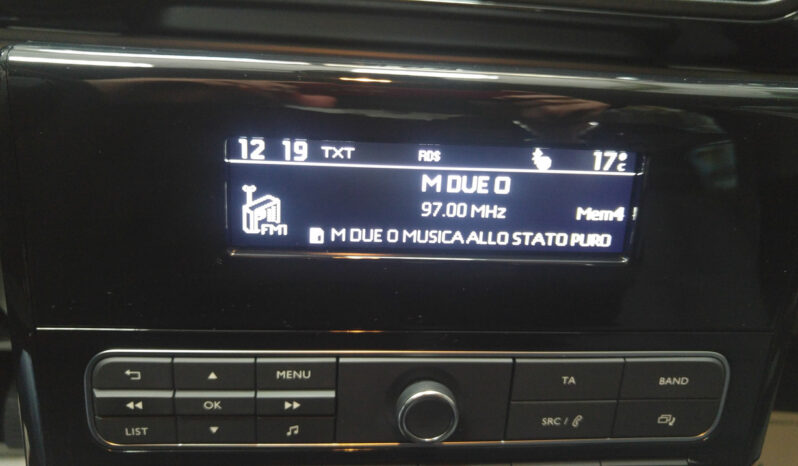 12 19 TXT RDS 17°C
M DUE O
97.00 MHz Mem4
FM1
M DUE O MUSICA ALLO STATO PURO
MENU TA BAND
OK
LIST SRC /